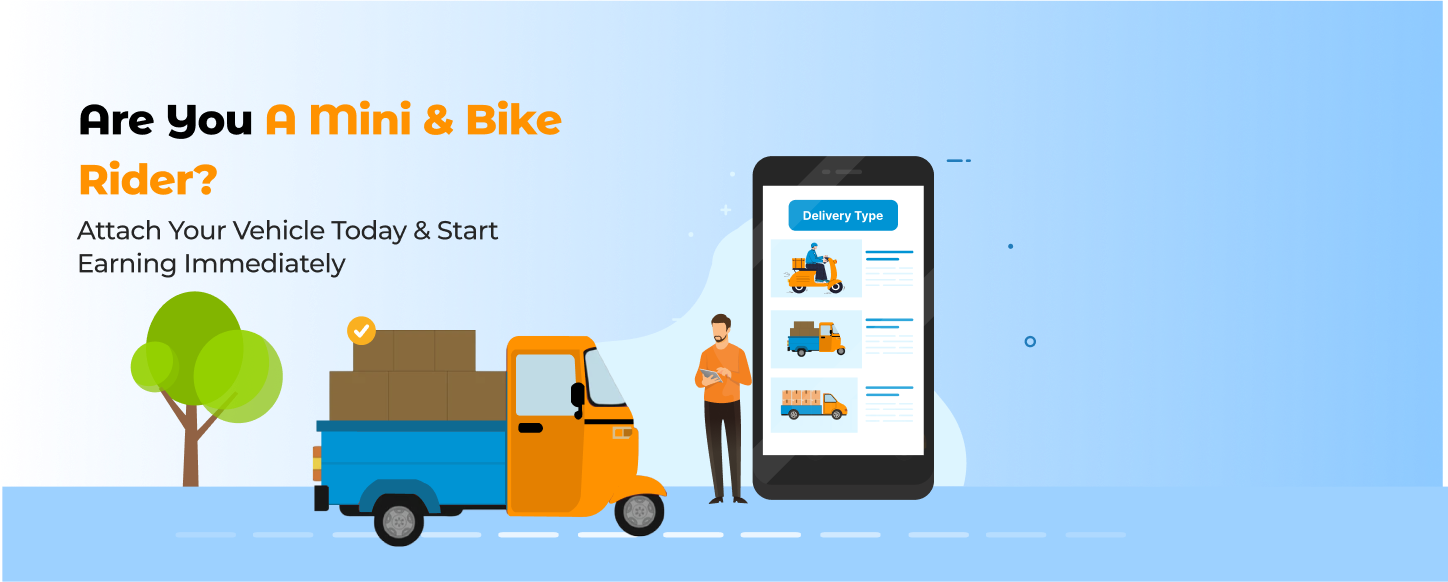 Are You A Mini & Bike
Rider?
Attach Your Vehicle Today & Start
Earning Immediately
Delivery Type